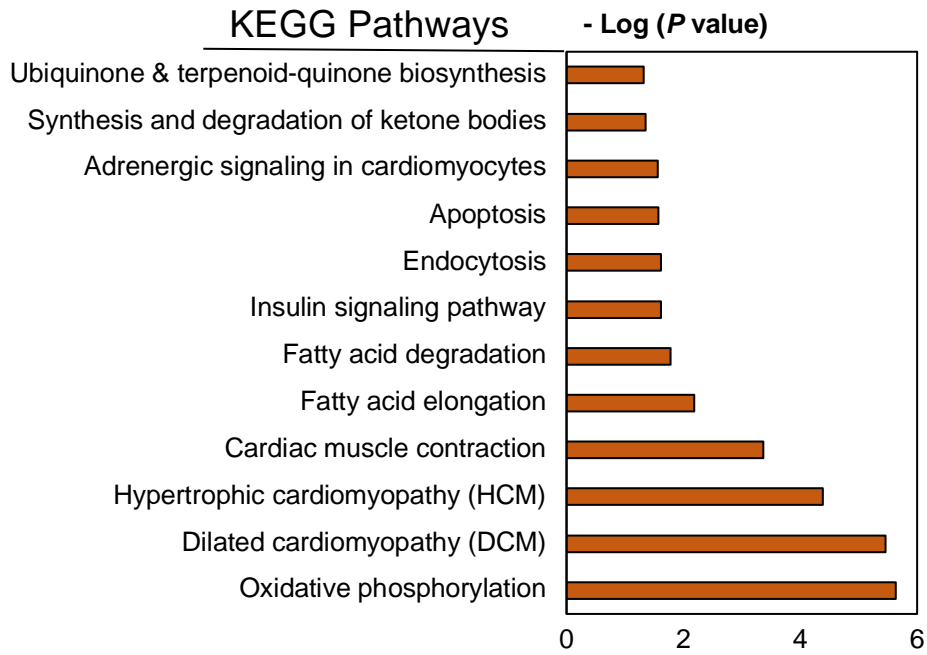 KEGG Pathways
- Log (P value)
Ubiquinone & terpenoid-quinone biosynthesis
Synthesis and degradation of ketone bodies
Adrenergic signaling in cardiomyocytes
Apoptosis
Endocytosis
Insulin signaling pathway
Fatty acid degradation
Fatty acid elongation
Cardiac muscle contraction
Hypertrophic cardiomyopathy (HCM)
Dilated cardiomyopathy (DCM)
Oxidative phosphorylation
0 2 4 6